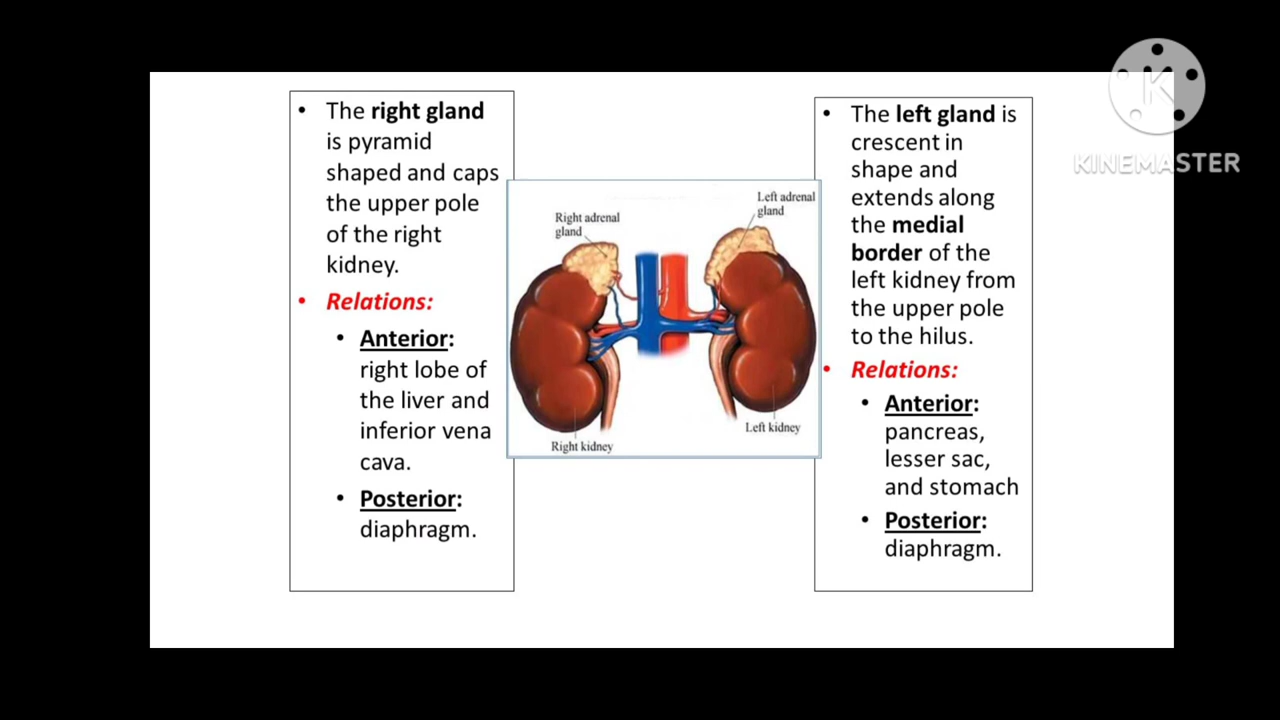 • The right gland
is pyramid
shaped and caps
the upper pole
of the right
kidney.
• Relations:
• Anterior:
right lobe of
the liver and
inferior vena
cava.
• Posterior:
diaphragm.
Right adrenal
gland
Left adrenal
gland
Right kidney
Left kidney
• The left gland is
crescent in
shape and
extends along
the medial
border of the
left kidney from
the upper pole
to the hilus.
• Relations:
• Anterior:
pancreas,
lesser sac,
and stomach
• Posterior:
diaphragm.
K
KINEMASTER